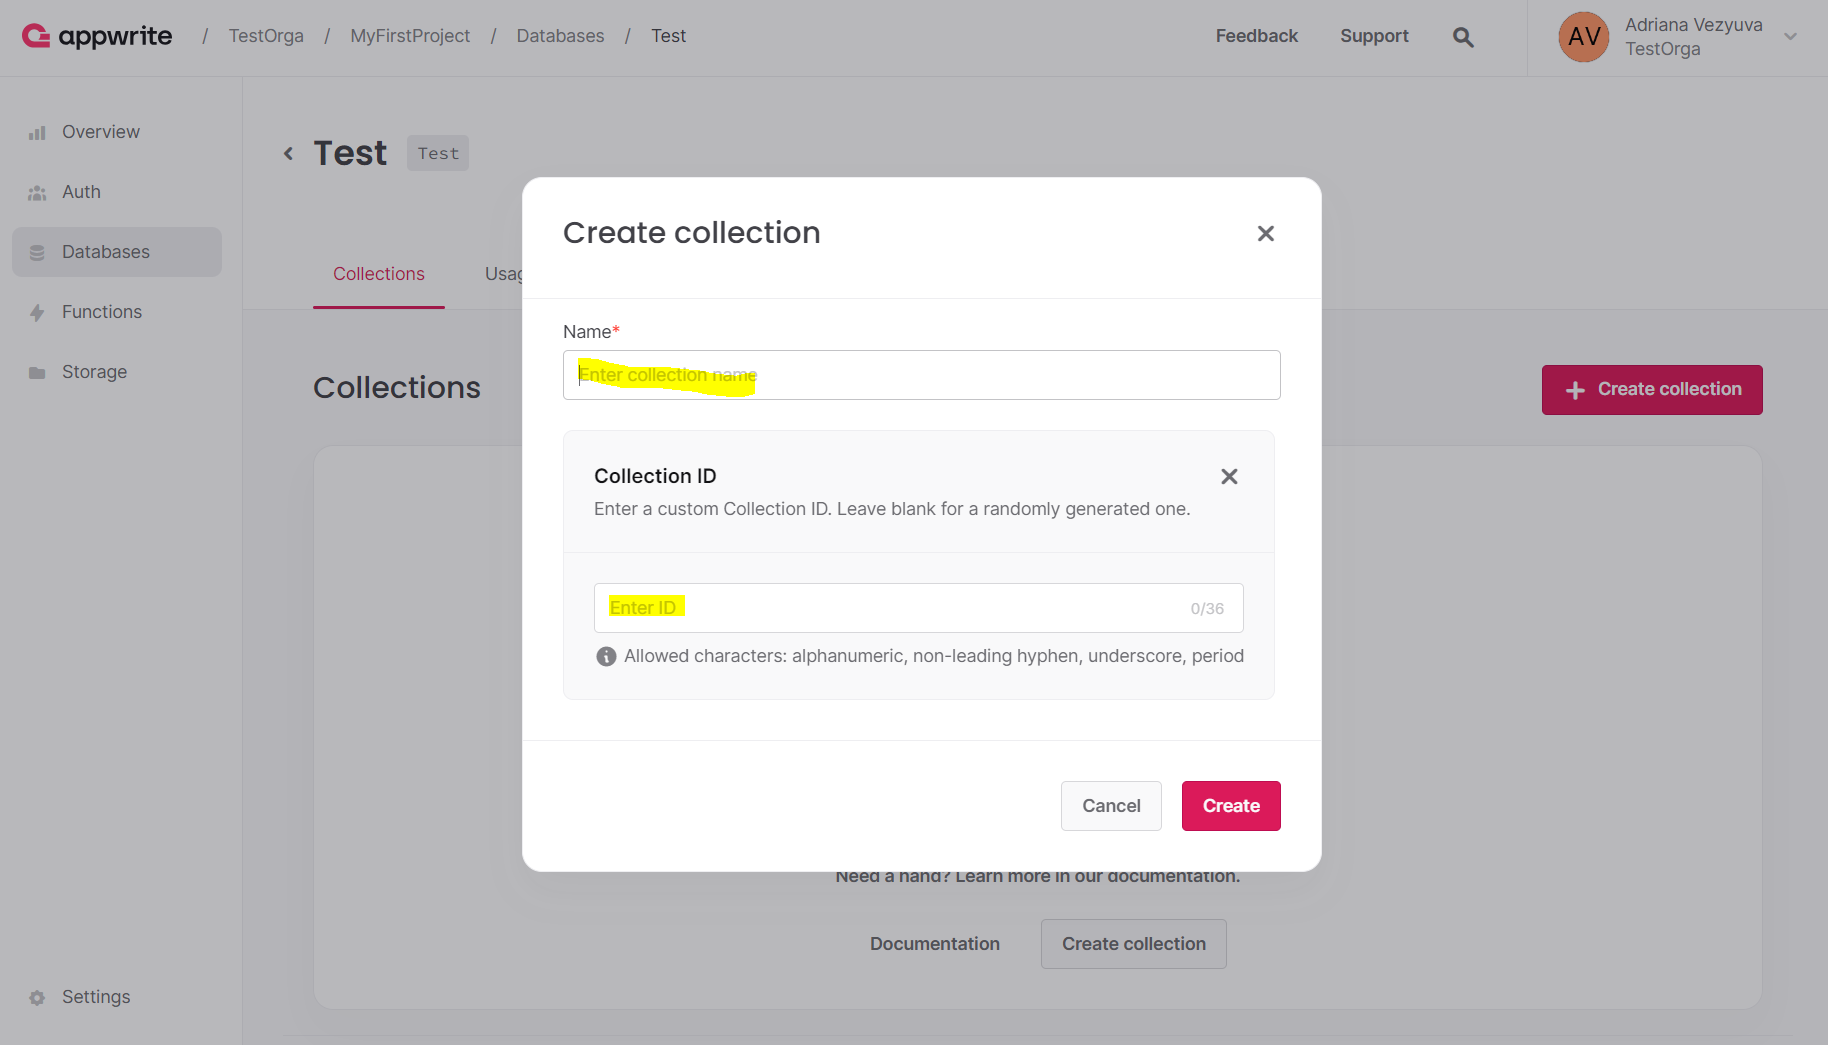 appwrite / TestOrga / MyFirstProject / Databases / Test
Feedback Support
AV
Adriana Vezyuva
TestOrga
Overview
Auth
Databases
Functions
Storage
Settings
Test Test
Collections Usag
Collections
+ Create collection
Create collection
Name*
Enter collection name
Collection ID
Enter a custom Collection ID. Leave blank for a randomly generated one.
Enter ID 0/36
Allowed characters: alphanumeric, non-leading hyphen, underscore, period
Cancel Create
Need a hand? Learn more in our documentation.
Documentation Create collection